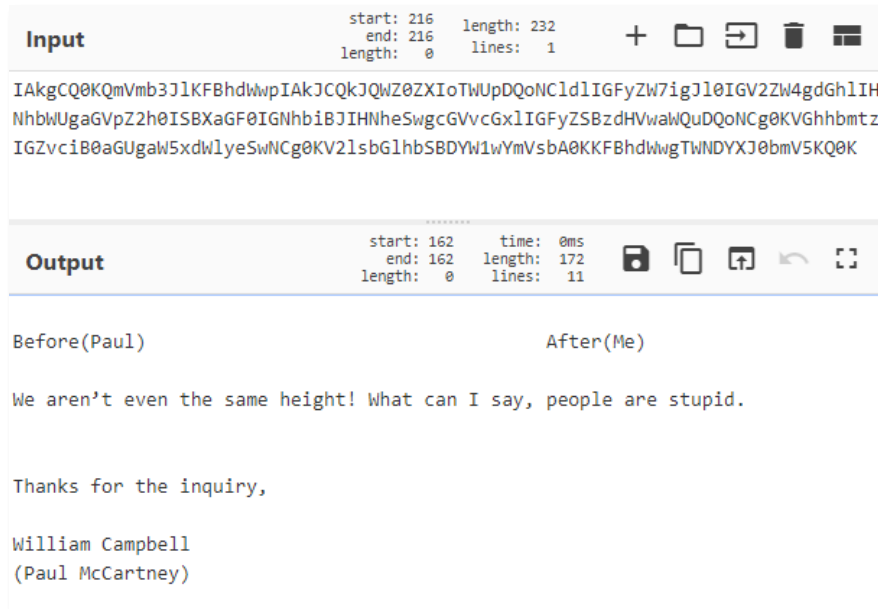 Input
start: 216
end: 216
length: 0
length: 232
lines: 1
IAkgCQ0KQmVmb3JlKFBhdWwpIAkJCQkJQWZ0ZXIoTWUpDQoNCldlIGFyZW7igJl0IGV2ZW4gdGhlIH
NhbWUgaGVpZ2h0ISBXaGF0IGNhbiBJIHNheSwgcGVvcGxlIGFyZSBzdHVwaWQuDQoNCg0KVGhhbmtz
IGZvciB0aGUgaW5xdWlyeSwNCg0KV2lsbGlhbSBDYW1wYmVsbA0KKFBhdWwgTWNDYXJ0bmV5KQ0K
Output
start: 162
end: 162
length: 0
time: 0ms
length: 172
lines: 11
Before(Paul) After(Me)
We aren’t even the same height! What can I say, people are stupid.
Thanks for the inquiry,
William Campbell
(Paul McCartney)